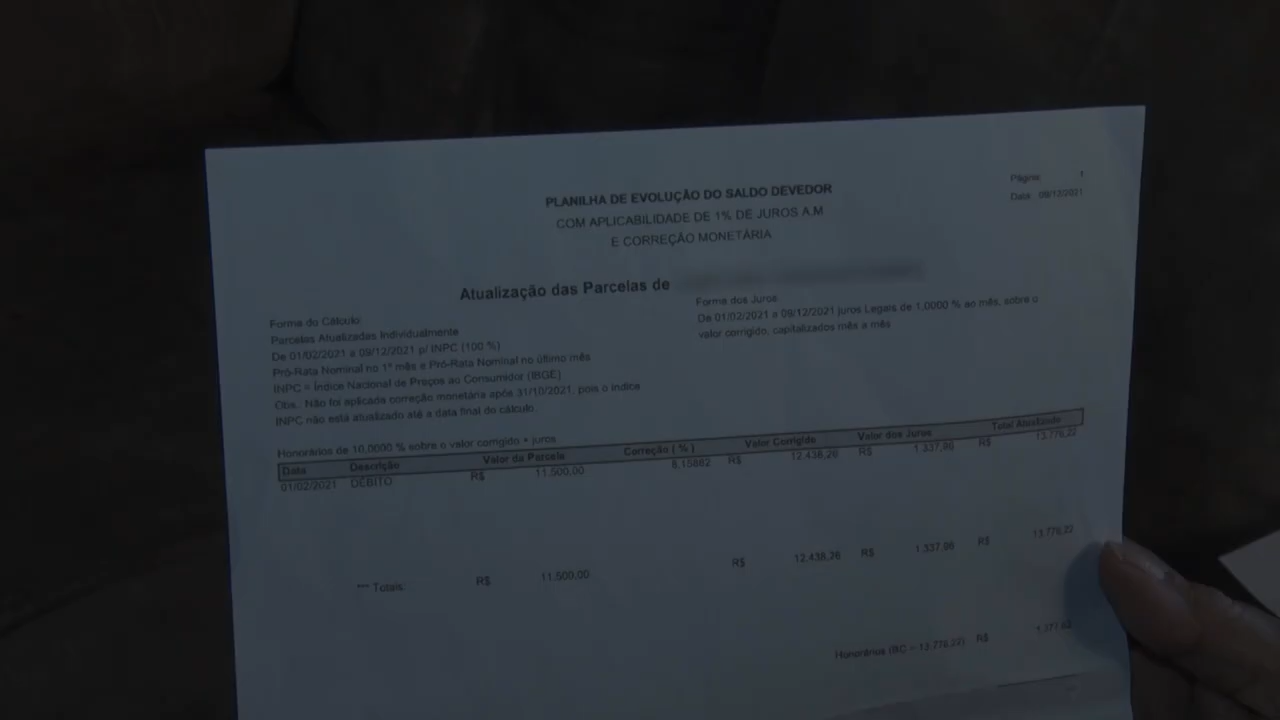 Página: 1
Data: 09/12/2021
PLANILHA DE EVOLUÇÃO DO SALDO DEVEDOR
COM APLICABILIDADE DE 1% DE JUROS A.M
E CORREÇÃO MONETÁRIA
Atualização das Parcelas de
Forma do Cálculo:
Parcelas Atualizadas Individualmente
De 01/02/2021 a 09/12/2021 p/ INPC (100 %)
Pró-Rata Nominal no 1º mês e Pró-Rata Nominal no último mês
INPC = Índice Nacional de Preços ao Consumidor (IBGE)
Obs.: Não foi aplicada correção monetária após 31/10/2021, pois o índice
INPC não está atualizado até a data final do cálculo.
Forma dos Juros:
De 01/02/2021 a 09/12/2021 juros Legais de 1,0000 % ao mês, sobre o
valor corrigido, capitalizados mês a mês
Honorários de 10,0000 % sobre o valor corrigido + juros
Data Descrição Valor da Parcela Correção ( % ) Valor Corrigido Valor dos Juros Total Atualizado
01/02/2021 DÉBITO R$ 11.500,00 8,15882 R$ 12.438,26 R$ 1.337,96 R$ 13.776,22
*** Totais: R$ 11.500,00 R$ 12.438,26 R$ 1.337,96 R$ 13.776,22
Honorários (BC = 13.776,22) R$ 1.377,62